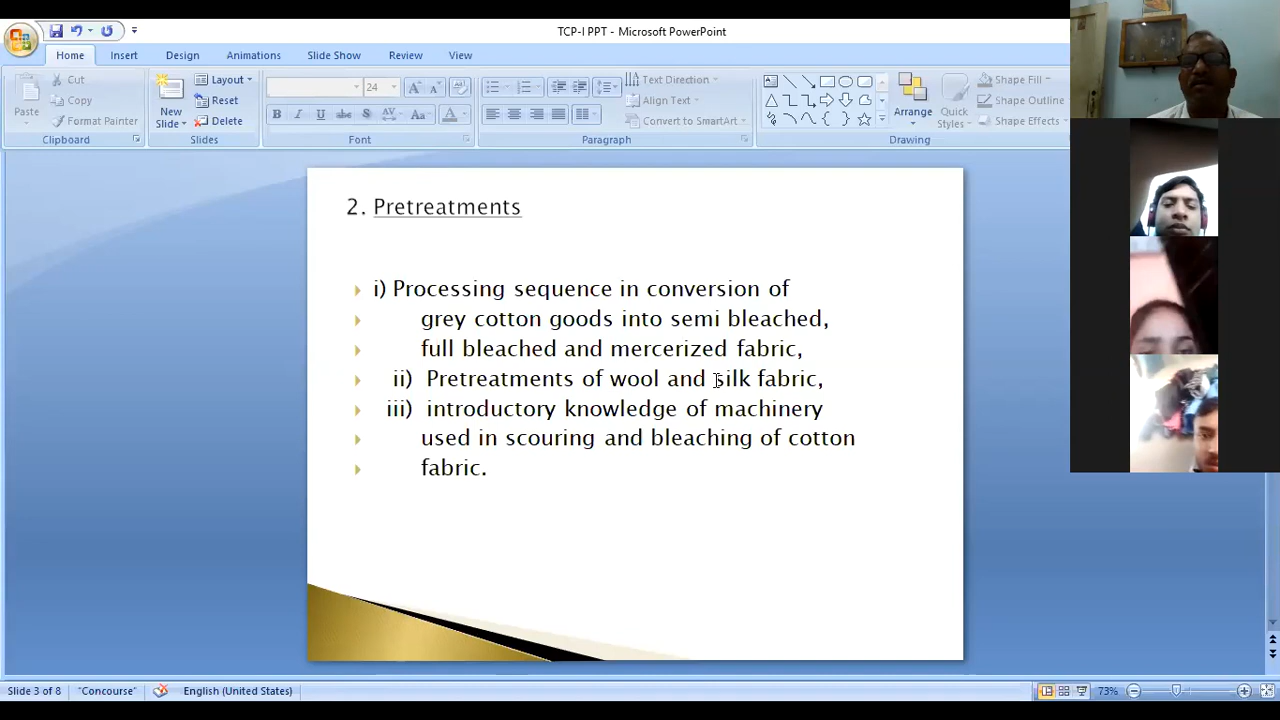 TCP-I PPT - Microsoft PowerPoint
Home Insert Design Animations Slide Show Review View
Cut
Copy
Format Painter
Paste
Clipboard
New Slide
Layout
Reset
Delete
Slides
24
B I U abc S AV Aa A
Font
Text Direction
Align Text
Convert to SmartArt
Paragraph
Arrange
Quick Styles
Shape Fill
Shape Outline
Shape Effects
Drawing
2. Pretreatments
i) Processing sequence in conversion of
grey cotton goods into semi bleached,
full bleached and mercerized fabric,
ii) Pretreatments of wool and silk fabric,
iii) introductory knowledge of machinery
used in scouring and bleaching of cotton
fabric.
Slide 3 of 8 "Concourse" English (United States) 73%